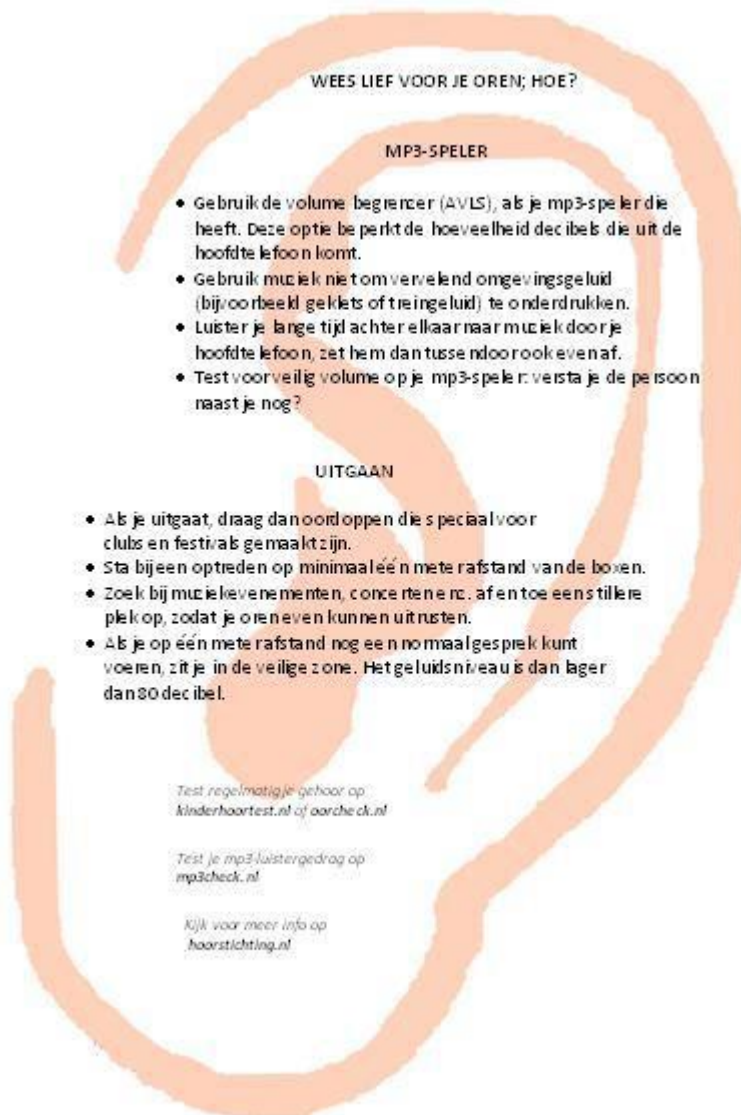 WEES LIEF VOOR JE OREN; HOE?
MP3-SPELER
• Gebruik de volume begrenzer (AVLS), als je mp3-speler die
heeft. Deze optie beperkt de hoeveelheid decibels die uit de
hoofdtelefoon komt.
• Gebruik muziek niet om vervelend omgevingsgeluid
(bijvoorbeeld geklets of treingeluid) te onderdrukken.
• Luister je lange tijd achter elkaar naar muziek door je
hoofdtelefoon, zet hem dan tussendoor ook even af.
• Test voor veilig volume op je mp3-speler: versta je de persoon
naast je nog?
UITGAAN
• Als je uitgaat, draag dan oordoppen die speciaal voor
clubs en festivals gemaakt zijn.
• Sta bij een optreden op minimaal één meter afstand van de boxen.
• Zoek bij muziekevenementen, concerten enz. af en toe een stillere
plek op, zodat je oren even kunnen uitrusten.
• Als je op één meter afstand nog een normaal gesprek kunt
voeren, zit je in de veilige zone. Het geluidsniveau is dan lager
dan 80 decibel.
Test regelmatig je gehoor op
kinderhoortest.nl of oorcheck.nl
Test je mp3-luistergedrag op
mp3check.nl
Kijk voor meer info op
hoorstichting.nl